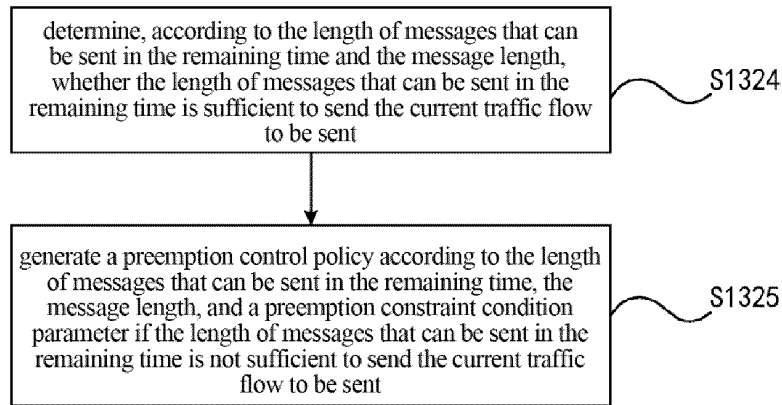 determine, according to the length of messages that can
be sent in the remaining time and the message length,
whether the length of messages that can be sent in the
remaining time is sufficient to send the current traffic flow
to be sent
S1324
generate a preemption control policy according to the length
of messages that can be sent in the remaining time, the
message length, and a preemption constraint condition
parameter if the length of messages that can be sent in the
remaining time is not sufficient to send the current traffic
flow to be sent
S1325